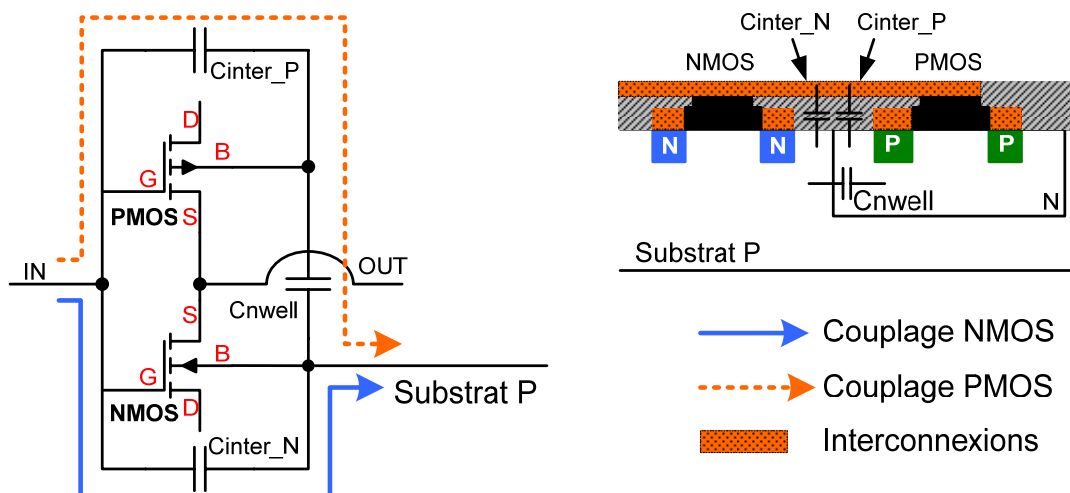 Cinter_P
D
B
G
PMOS
S
IN
OUT
Cnwell
S
B
G
D
NMOS
Substrat P
Cinter_N
Cinter_N
Cinter_P
NMOS
PMOS
N
N
P
P
Cnwell
N
Substrat P
Couplage NMOS
Couplage PMOS
Interconnexions